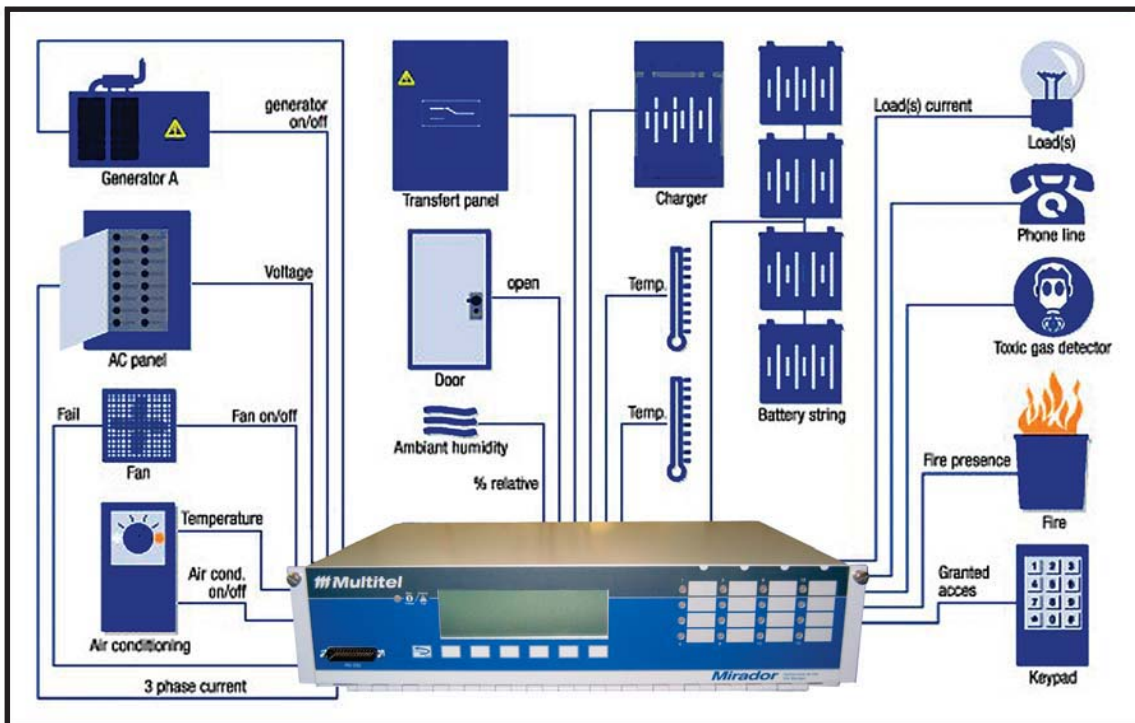 generator
on/off
Generator A
Transfert panel
Charger
Load(s) current
Load(s)
Phone line
Voltage
AC panel
open
Door
Temp.
Temp.
Battery string
Toxic gas detector
Fail
Fan on/off
Fan
Ambiant humidity
% relative
Fire presence
Fire
Temperature
Air cond.
on/off
Air conditioning
3 phase current
Granted
acces
1 2 3
4 5 6
7 8 9
Keypad
Multitel
Mirador